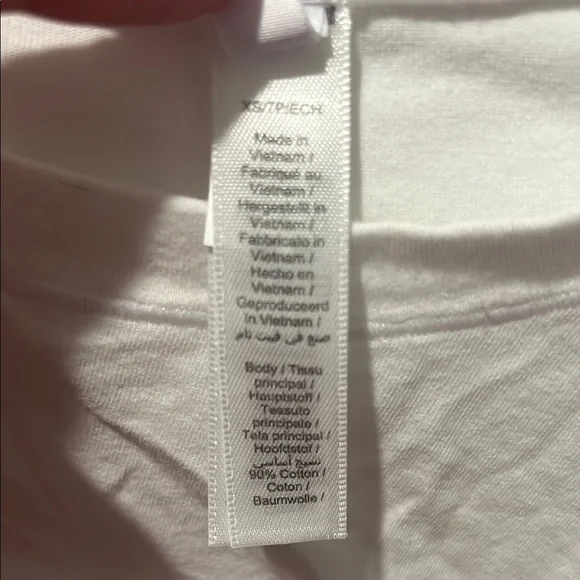 XS/TP/ECH
Made in
Vietnam /
Fabriqué au
Vietnam /
Hergestellt in
Vietnam /
Fabbricato in
Vietnam /
Hecho en
Vietnam /
Geproduceerd
in Vietnam /
صنع في فيت نام
Body / Tissu
principal /
Hauptstoff /
Tessuto
principale /
Tela principal /
Hoofdstof /
نسيج أساسي
90% Cotton /
Coton /
Baumwolle /